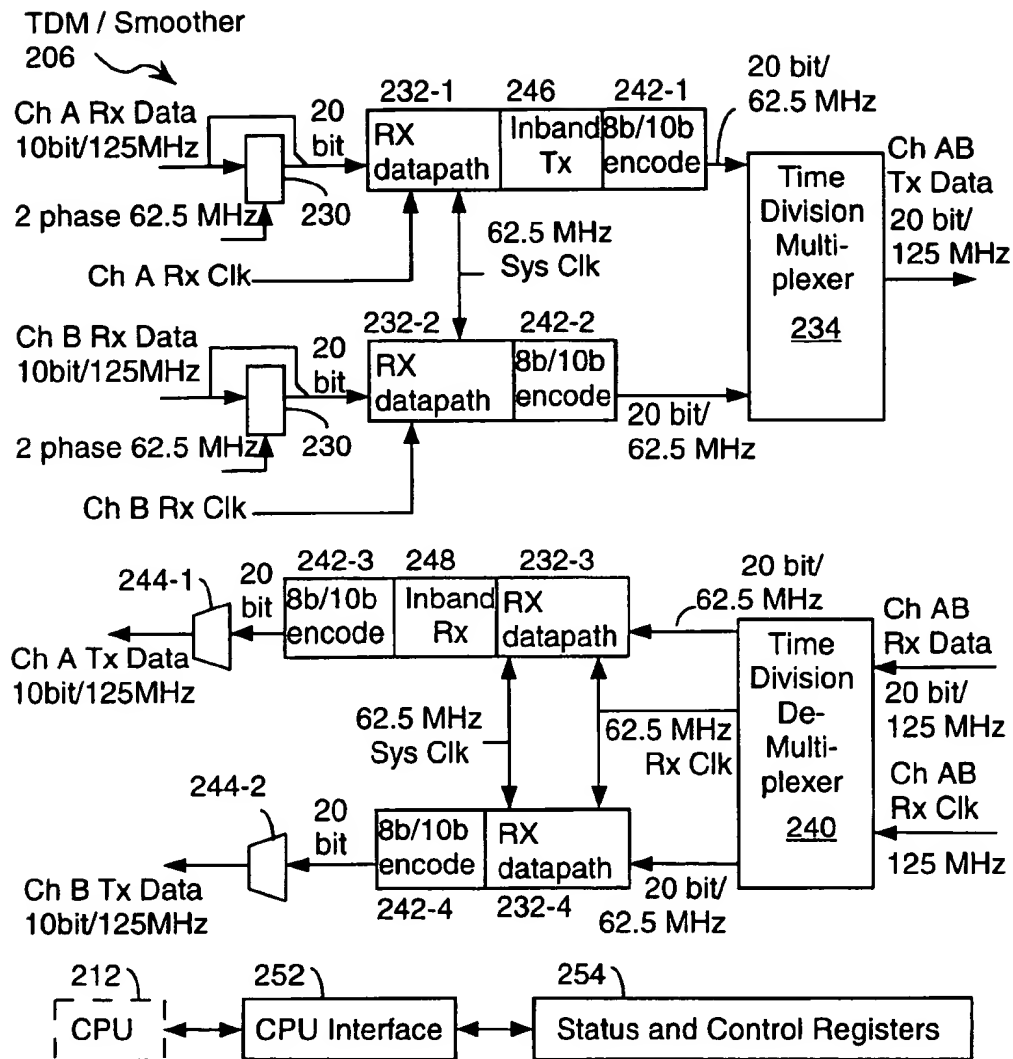 TDM / Smoother
206
Ch A Rx Data
10bit/125MHz
2 phase 62.5 MHz
230
20
bit
Ch A Rx Clk
232-1
RX
datapath
246
Inband
Tx
242-1
8b/10b
encode
20 bit/
62.5 MHz
62.5 MHz
Sys Clk
Ch B Rx Data
10bit/125MHz
2 phase 62.5 MHz
230
20
bit
Ch B Rx Clk
232-2
RX
datapath
242-2
8b/10b
encode
20 bit/
62.5 MHz
Time
Division
Multi-
plexer
234
Ch AB
Tx Data
20 bit/
125 MHz
244-1
20
bit
Ch A Tx Data
10bit/125MHz
242-3
8b/10b
encode
248
Inband
Rx
232-3
RX
datapath
20 bit/
62.5 MHz
62.5 MHz
Sys Clk
62.5 MHz
Rx Clk
244-2
20
bit
Ch B Tx Data
10bit/125MHz
8b/10b
encode
242-4
RX
datapath
232-4
20 bit/
62.5 MHz
Time
Division
De-
Multi-
plexer
240
Ch AB
Rx Data
20 bit/
125 MHz
Ch AB
Rx Clk
125 MHz
212
CPU
252
CPU Interface
254
Status and Control Registers